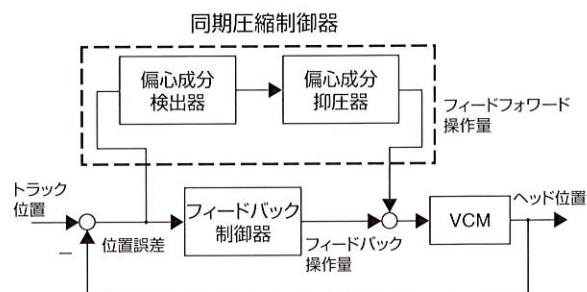 同期圧縮制御器
偏心成分
検出器
偏心成分
抑圧器
フィードフォワード
操作量
トラック
位置
位置誤差
フィードバック
制御器
フィードバック
操作量
VCM
ヘッド位置
−